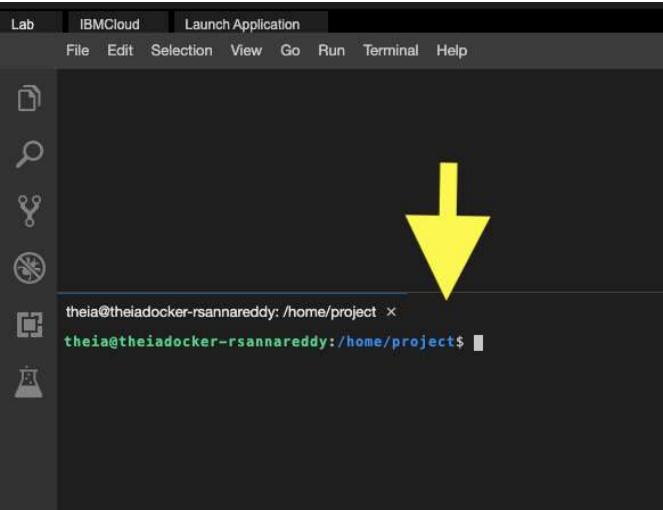 Lab IBMCloud Launch Application
File Edit Selection View Go Run Terminal Help
theia@theiadocker-rsannareddy: /home/project ×
theia@theiadocker-rsannareddy:/home/project$